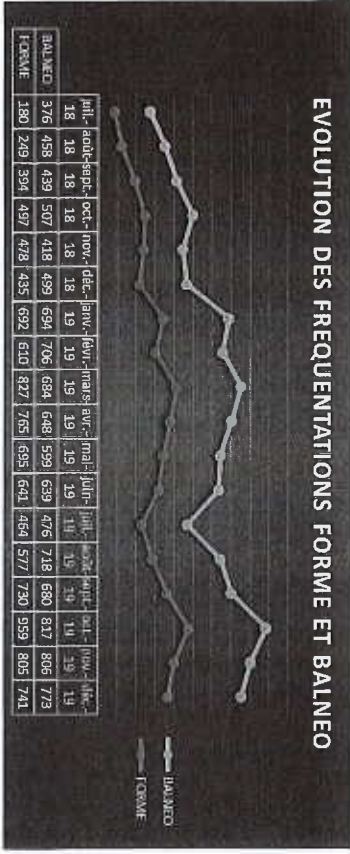 EVOLUTION DES FREQUENTATIONS FORME ET BALNEO
BALNEO
FORME
juil.-18 août-18 sept.-18 oct.-18 nov.-18 déc.-18 janv.-19 févr.-19 mars-19 avr.-19 mai-19 juin-19 juil.-19 août-19 sept.-19 oct.-19 nov.-19 déc.-19
BALNEO 376 458 439 507 418 499 694 706 684 648 599 639 476 718 680 817 806 773
FORME 180 249 394 497 478 435 692 610 827 765 695 641 464 577 730 959 805 741